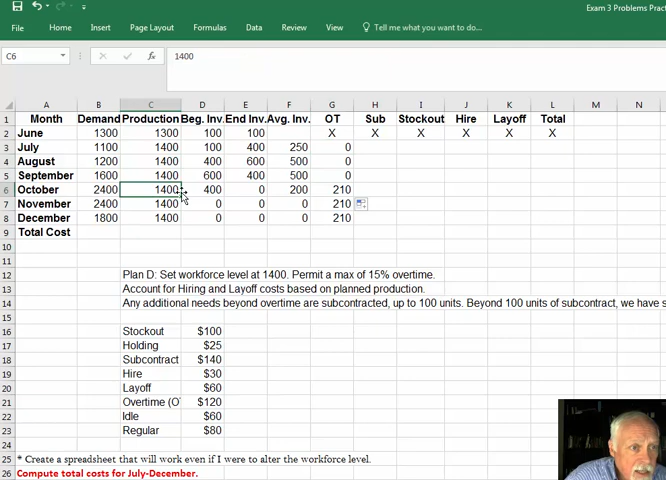 Exam 3 Problems Prac
File Home Insert Page Layout Formulas Data Review View Tell me what you want to do...
C6 fx 1400
A B C D E F G H I J K L M N
1 Month Demand Production Beg. Inv. End Inv. Avg. Inv. OT Sub Stockout Hire Layoff Total
2 June 1300 1300 100 100 X X X X X X
3 July 1100 1400 100 400 250 0
4 August 1200 1400 400 600 500 0
5 September 1600 1400 600 400 500 0
6 October 2400 1400 400 0 200 210
7 November 2400 1400 0 0 0 210
8 December 1800 1400 0 0 0 210
9 Total Cost
10
11
12 Plan D: Set workforce level at 1400. Permit a max of 15% overtime.
13 Account for Hiring and Layoff costs based on planned production.
14 Any additional needs beyond overtime are subcontracted, up to 100 units. Beyond 100 units of subcontract, we have s
15
16 Stockout $100
17 Holding $25
18 Subcontract $140
19 Hire $30
20 Layoff $60
21 Overtime (O $120
22 Idle $60
23 Regular $80
24
25 * Create a spreadsheet that will work even if I were to alter the workforce level.
26 Compute total costs for July-December.